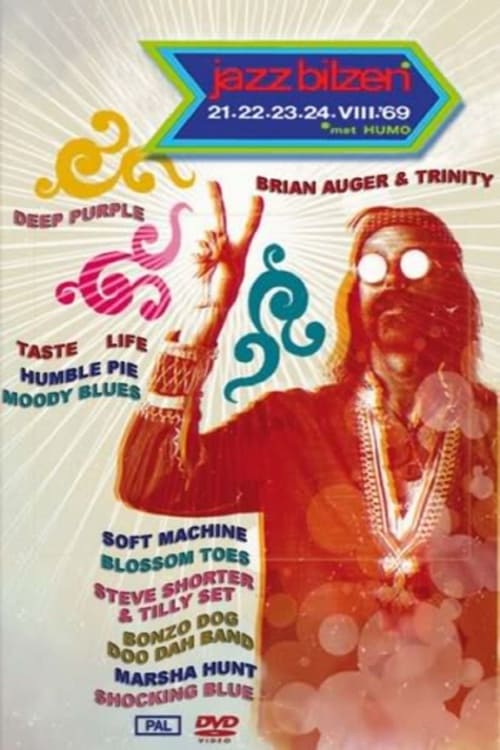 jazz bilzen*
21.22.23.24.VIII.'69
*met HUMO
BRIAN AUGER & TRINITY
DEEP PURPLE
TASTE LIFE
HUMBLE PIE
MOODY BLUES
SOFT MACHINE
BLOSSOM TOES
STEVE SHORTER
& TILLY SET
BONZO DOG
DOO DAH BAND
MARSHA HUNT
SHOCKING BLUE
PAL DVD
VIDEO